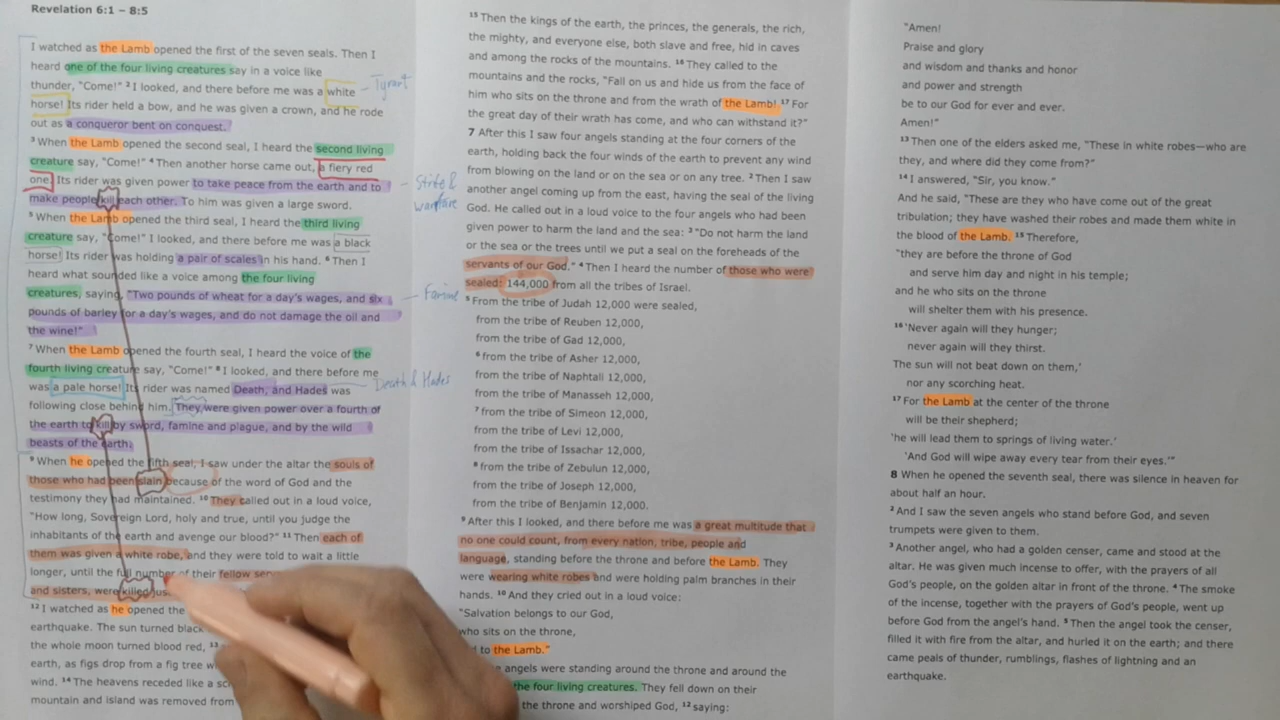 Revelation 6:1 – 8:5
I watched as the Lamb opened the first of the seven seals. Then I
heard one of the four living creatures say in a voice like
thunder, "Come!" ² I looked, and there before me was a white
Tyrant
horse! Its rider held a bow, and he was given a crown, and he rode
out as a conqueror bent on conquest.
³ When the Lamb opened the second seal, I heard the second living
creature say, "Come!" ⁴ Then another horse came out, a fiery red
one. Its rider was given power to take peace from the earth and to
Strife &
warfare
make people kill each other. To him was given a large sword.
⁵ When the Lamb opened the third seal, I heard the third living
creature say, "Come!" I looked, and there before me was a black
horse! Its rider was holding a pair of scales in his hand. ⁶ Then I
heard what sounded like a voice among the four living
creatures, saying, "Two pounds of wheat for a day's wages, and six
Famine
pounds of barley for a day's wages, and do not damage the oil and
the wine!"
⁷ When the Lamb opened the fourth seal, I heard the voice of the
fourth living creature say, "Come!" ⁸ I looked, and there before me
was a pale horse! Its rider was named Death, and Hades was
Death & Hades
following close behind him. They were given power over a fourth of
the earth to kill by sword, famine and plague, and by the wild
beasts of the earth.
⁹ When he opened the fifth seal, I saw under the altar the souls of
those who had been slain because of the word of God and the
testimony they had maintained. ¹⁰ They called out in a loud voice,
"How long, Sovereign Lord, holy and true, until you judge the
inhabitants of the earth and avenge our blood?" ¹¹ Then each of
them was given a white robe, and they were told to wait a little
longer, until the full number of their fellow
and sisters, were killed
¹² I watched as he opened the
earthquake. The sun turned black
the whole moon turned blood red, ¹³
earth, as figs drop from a fig tree
wind. ¹⁴ The heavens receded like a
mountain and island was removed from
¹⁵ Then the kings of the earth, the princes, the generals, the rich,
the mighty, and everyone else, both slave and free, hid in caves
and among the rocks of the mountains. ¹⁶ They called to the
mountains and the rocks, "Fall on us and hide us from the face of
him who sits on the throne and from the wrath of the Lamb! ¹⁷ For
the great day of their wrath has come, and who can withstand it?"
7 After this I saw four angels standing at the four corners of the
earth, holding back the four winds of the earth to prevent any wind
from blowing on the land or on the sea or on any tree. ² Then I saw
another angel coming up from the east, having the seal of the living
God. He called out in a loud voice to the four angels who had been
given power to harm the land and the sea: ³ "Do not harm the land
or the sea or the trees until we put a seal on the foreheads of the
servants of our God." ⁴ Then I heard the number of those who were
sealed: 144,000 from all the tribes of Israel.
⁵ From the tribe of Judah 12,000 were sealed,
from the tribe of Reuben 12,000,
from the tribe of Gad 12,000,
⁶ from the tribe of Asher 12,000,
from the tribe of Naphtali 12,000,
from the tribe of Manasseh 12,000,
⁷ from the tribe of Simeon 12,000,
from the tribe of Levi 12,000,
from the tribe of Issachar 12,000,
⁸ from the tribe of Zebulun 12,000,
from the tribe of Joseph 12,000,
from the tribe of Benjamin 12,000.
⁹ After this I looked, and there before me was a great multitude that
no one could count, from every nation, tribe, people and
language, standing before the throne and before the Lamb. They
were wearing white robes and were holding palm branches in their
hands. ¹⁰ And they cried out in a loud voice:
"Salvation belongs to our God,
who sits on the throne,
to the Lamb."
angels were standing around the throne and around the
the four living creatures. They fell down on their
the throne and worshiped God, ¹² saying:
"Amen!
Praise and glory
and wisdom and thanks and honor
and power and strength
be to our God for ever and ever.
Amen!"
¹³ Then one of the elders asked me, "These in white robes—who are
they, and where did they come from?"
¹⁴ I answered, "Sir, you know."
And he said, "These are they who have come out of the great
tribulation; they have washed their robes and made them white in
the blood of the Lamb. ¹⁵ Therefore,
"they are before the throne of God
and serve him day and night in his temple;
and he who sits on the throne
will shelter them with his presence.
¹⁶ 'Never again will they hunger;
never again will they thirst.
The sun will not beat down on them,'
nor any scorching heat.
¹⁷ For the Lamb at the center of the throne
will be their shepherd;
'he will lead them to springs of living water.'
'And God will wipe away every tear from their eyes.'"
8 When he opened the seventh seal, there was silence in heaven for
about half an hour.
² And I saw the seven angels who stand before God, and seven
trumpets were given to them.
³ Another angel, who had a golden censer, came and stood at the
altar. He was given much incense to offer, with the prayers of all
God's people, on the golden altar in front of the throne. ⁴ The smoke
of the incense, together with the prayers of God's people, went up
before God from the angel's hand. ⁵ Then the angel took the censer,
filled it with fire from the altar, and hurled it on the earth; and there
came peals of thunder, rumblings, flashes of lightning and an
earthquake.